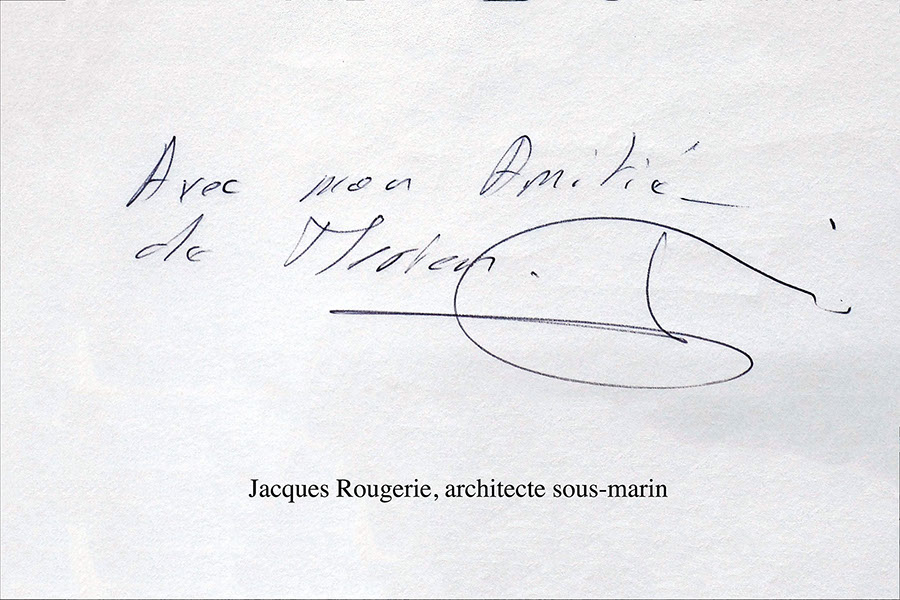 Avec mon Amitié
de
Jacques Rougerie, architecte sous-marin